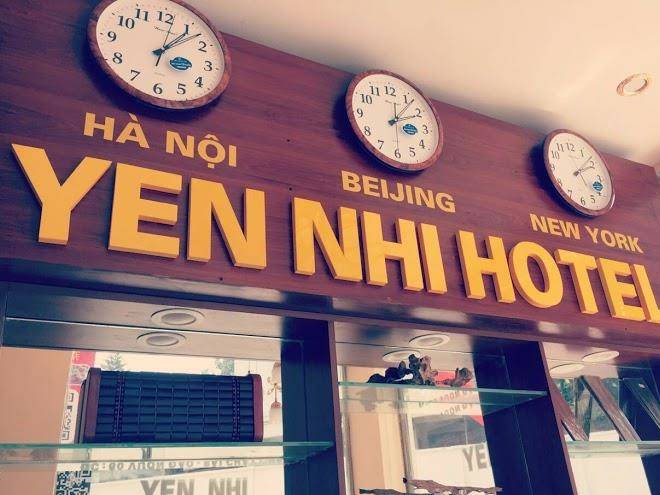 HÀ NỘI
BEIJING
NEW YORK
YEN NHI HOTEL
YEN NHI